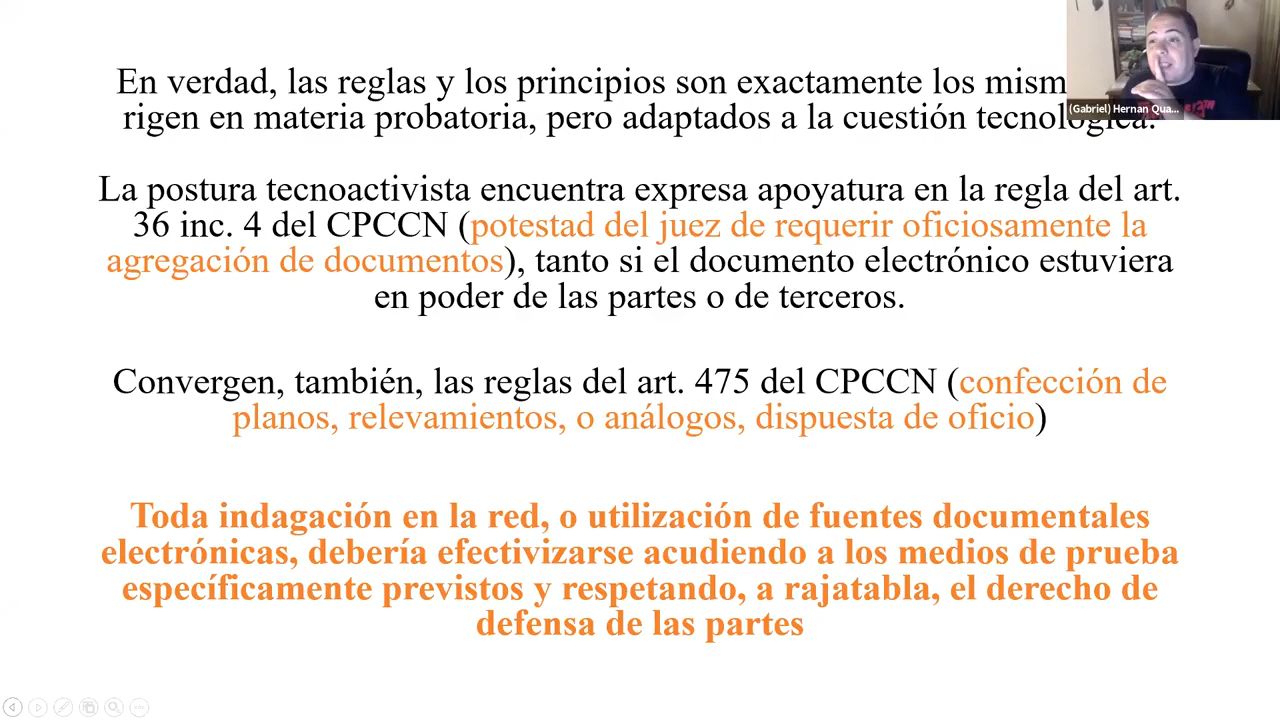 En verdad, las reglas y los principios son exactamente los mism
rigen en materia probatoria, pero adaptados a la cuestión tecnológica.
La postura tecnoactivista encuentra expresa apoyatura en la regla del art.
36 inc. 4 del CPCCN (potestad del juez de requerir oficiosamente la
agregación de documentos), tanto si el documento electrónico estuviera
en poder de las partes o de terceros.
Convergen, también, las reglas del art. 475 del CPCCN (confección de
planos, relevamientos, o análogos, dispuesta de oficio)
Toda indagación en la red, o utilización de fuentes documentales
electrónicas, debería efectivizarse acudiendo a los medios de prueba
específicamente previstos y respetando, a rajatabla, el derecho de
defensa de las partes
(Gabriel) Hernan Qua...